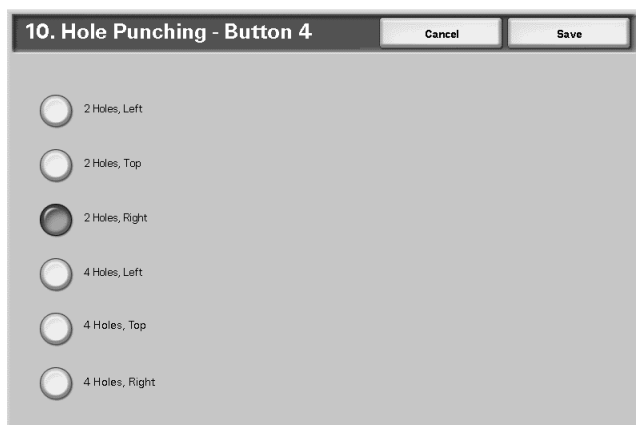 10. Hole Punching - Button 4
Cancel
Save
2 Holes, Left
2 Holes, Top
2 Holes, Right
4 Holes, Left
4 Holes, Top
4 Holes, Right